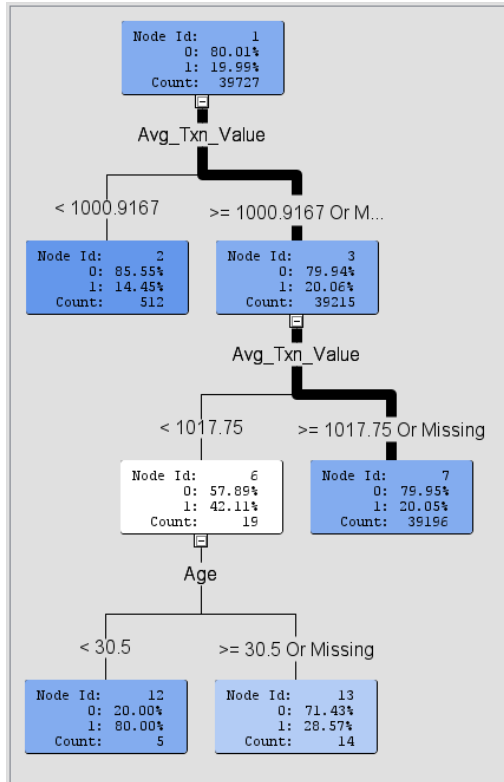 Node Id: 1
0: 80.01%
1: 19.99%
Count: 39727
Avg_Txn_Value
< 1000.9167
>= 1000.9167 Or M...
Node Id: 2
0: 85.55%
1: 14.45%
Count: 512
Node Id: 3
0: 79.94%
1: 20.06%
Count: 39215
Avg_Txn_Value
< 1017.75
>= 1017.75 Or Missing
Node Id: 6
0: 57.89%
1: 42.11%
Count: 19
Node Id: 7
0: 79.95%
1: 20.05%
Count: 39196
Age
< 30.5
>= 30.5 Or Missing
Node Id: 12
0: 20.00%
1: 80.00%
Count: 5
Node Id: 13
0: 71.43%
1: 28.57%
Count: 14